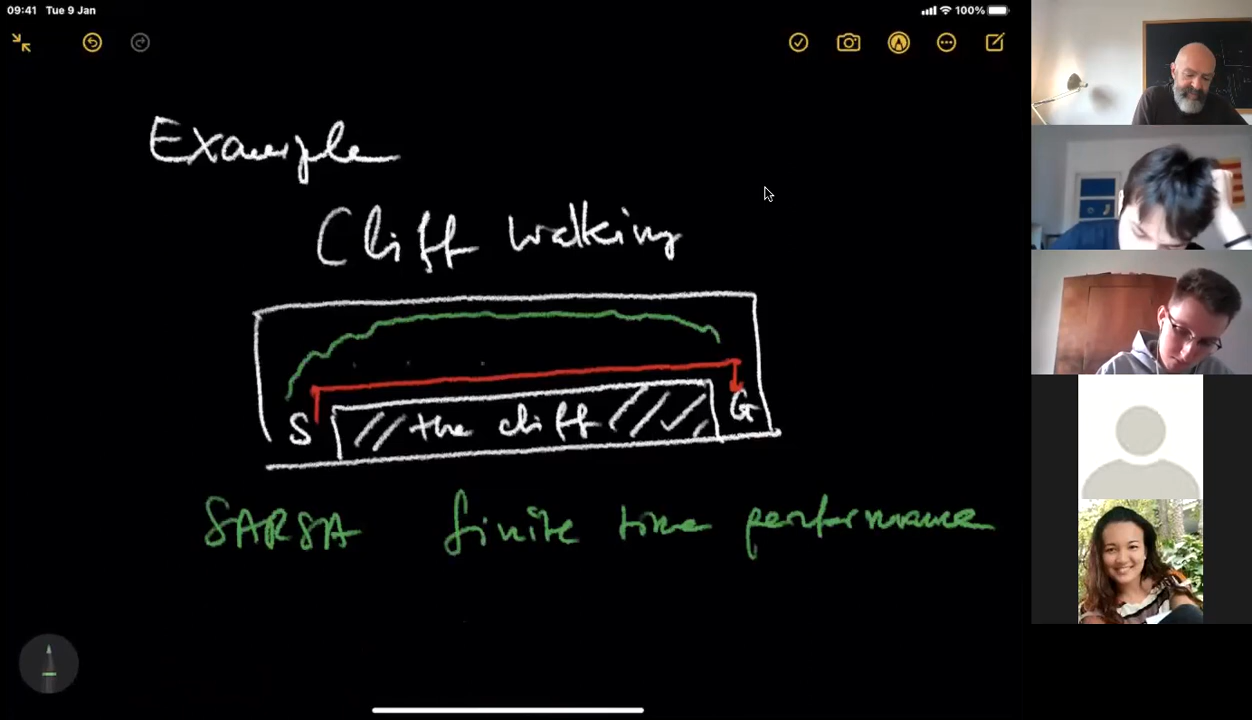 09:41 Tue 9 Jan 100%
Example
Cliff walking
S the cliff G
SARSA finite time performance